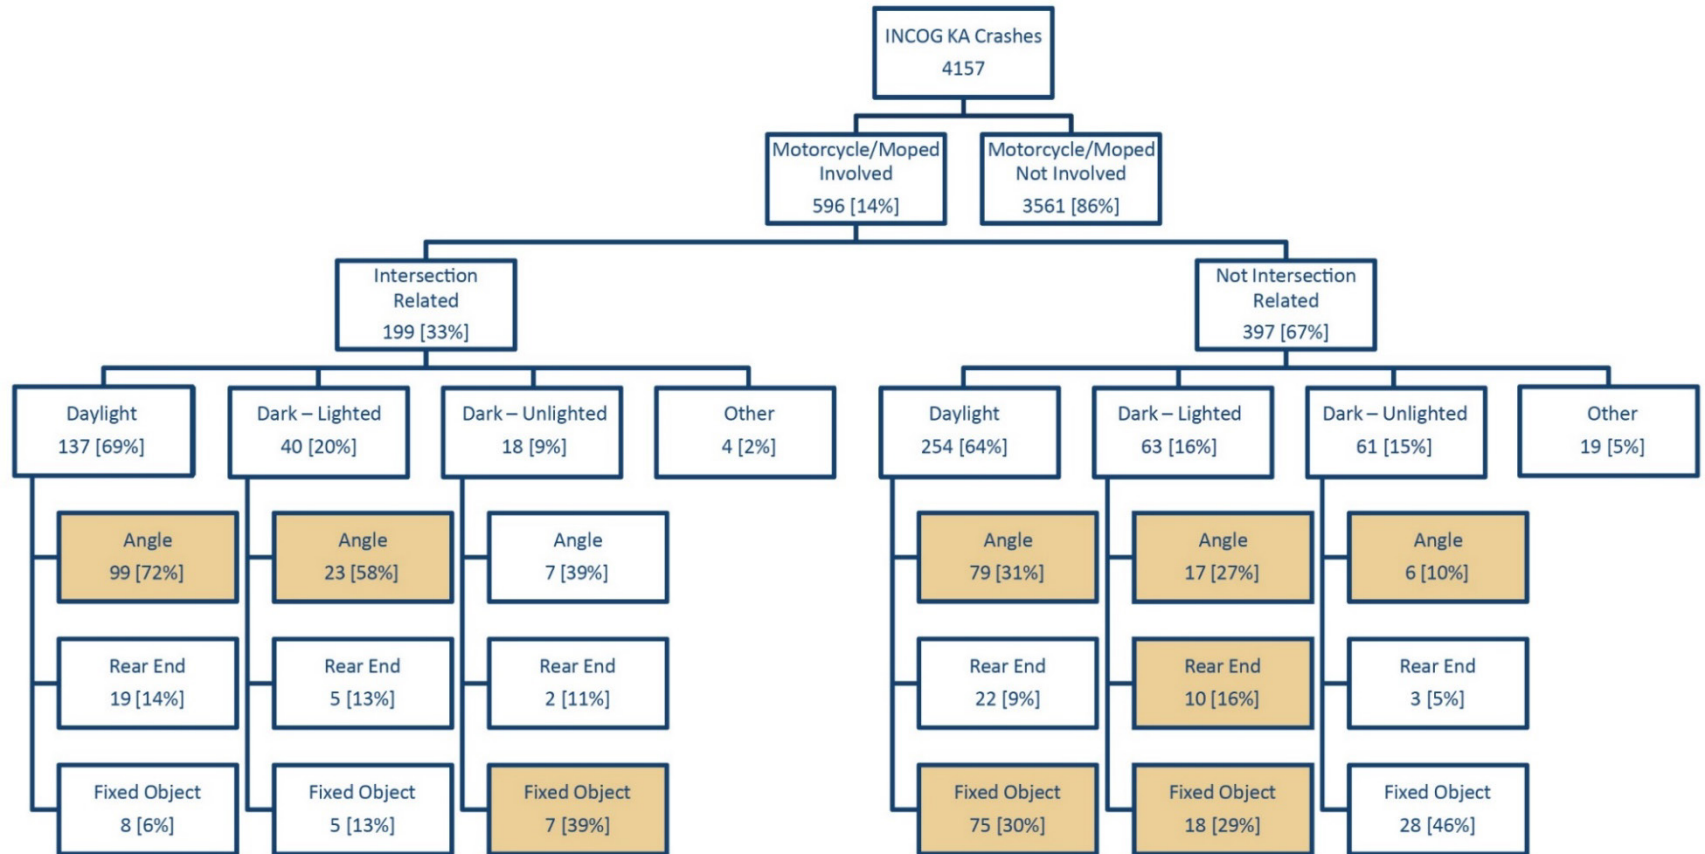 INCOG KA Crashes
4157
Motorcycle/Moped
Involved
596 [14%]
Motorcycle/Moped
Not Involved
3561 [86%]
Intersection
Related
199 [33%]
Not Intersection
Related
397 [67%]
Daylight
137 [69%]
Dark – Lighted
40 [20%]
Dark – Unlighted
18 [9%]
Other
4 [2%]
Daylight
254 [64%]
Dark – Lighted
63 [16%]
Dark – Unlighted
61 [15%]
Other
19 [5%]
Angle
99 [72%]
Angle
23 [58%]
Angle
7 [39%]
Angle
79 [31%]
Angle
17 [27%]
Angle
6 [10%]
Rear End
19 [14%]
Rear End
5 [13%]
Rear End
2 [11%]
Rear End
22 [9%]
Rear End
10 [16%]
Rear End
3 [5%]
Fixed Object
8 [6%]
Fixed Object
5 [13%]
Fixed Object
7 [39%]
Fixed Object
75 [30%]
Fixed Object
18 [29%]
Fixed Object
28 [46%]